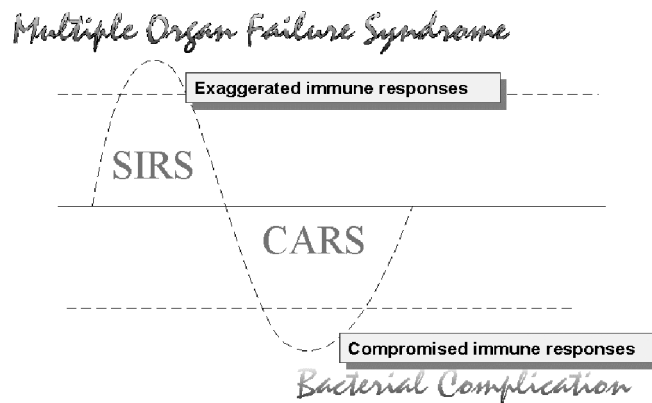 Multiple Organ Failure Syndrome
Exaggerated immune responses
SIRS
CARS
Compromised immune responses
Bacterial Complication